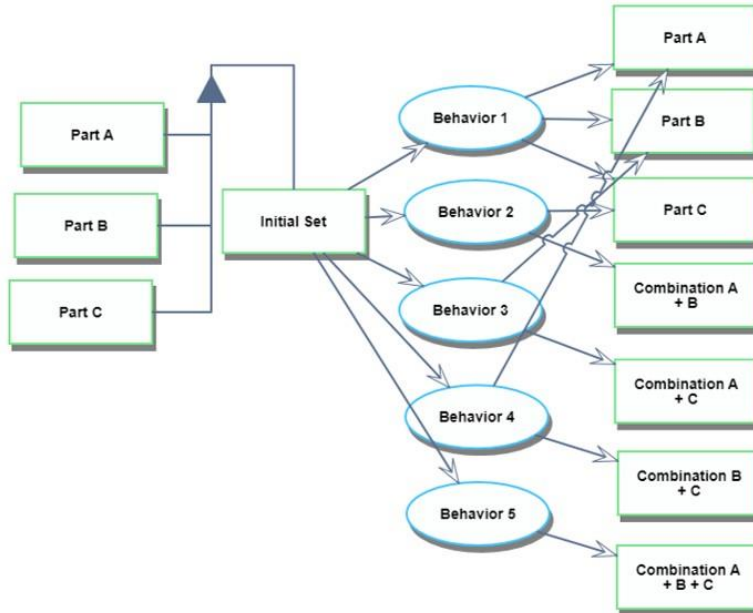 Part A
Part B
Part C
Initial Set
Behavior 1
Behavior 2
Behavior 3
Behavior 4
Behavior 5
Part A
Part B
Part C
Combination A
+ B
Combination A
+ C
Combination B
+ C
Combination A
+ B + C